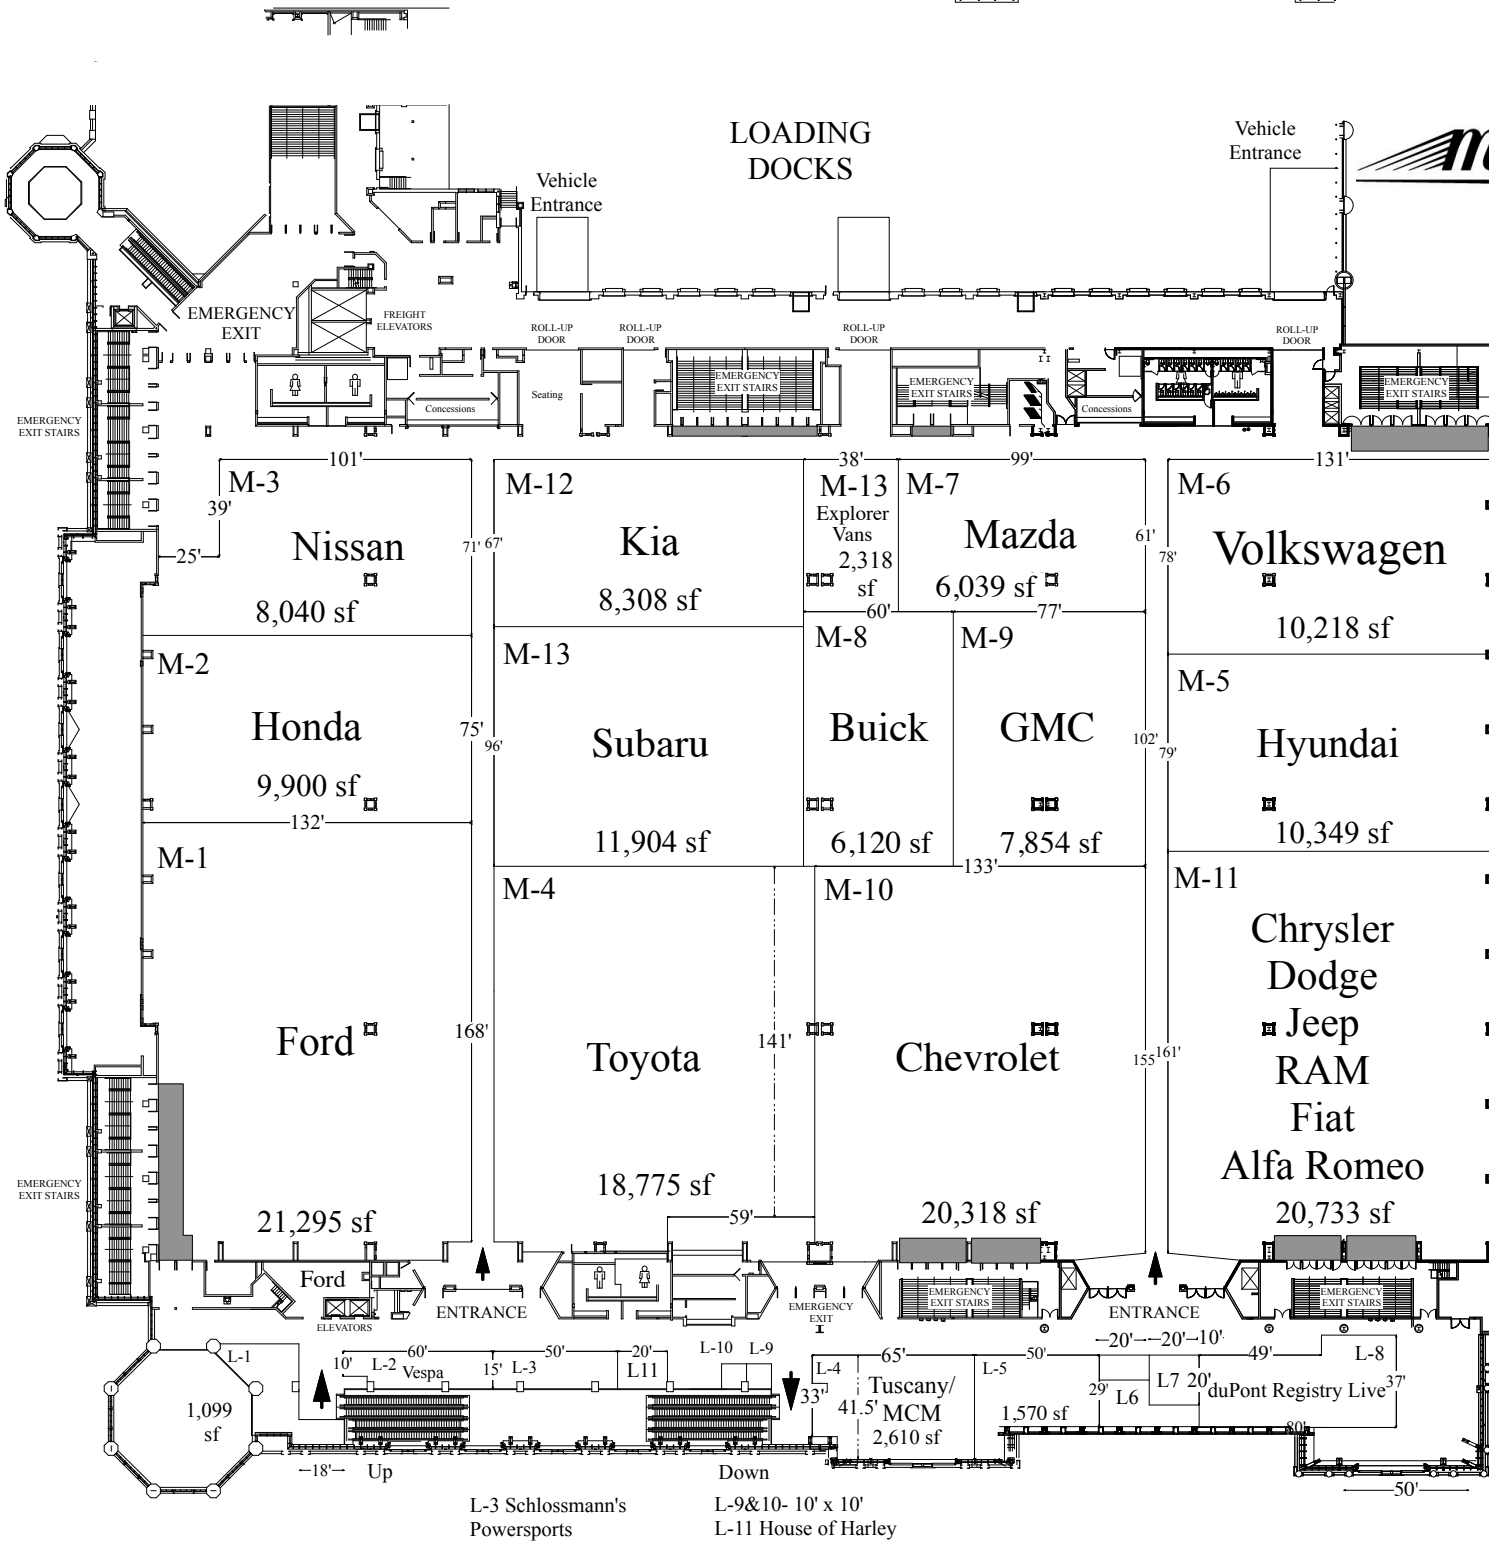 LOADING
DOCKS
Vehicle
Entrance
Vehicle
Entrance
EMERGENCY
EXIT
FREIGHT
ELEVATORS
ROLL-UP
DOOR
ROLL-UP
DOOR
ROLL-UP
DOOR
ROLL-UP
DOOR
EMERGENCY
EXIT STAIRS
Concessions
Seating
EMERGENCY
EXIT STAIRS
EMERGENCY
EXIT STAIRS
Concessions
EMERGENCY
EXIT STAIRS
101'
M-3
39'
25'
Nissan
8,040 sf
71'
67'
M-12
Kia
8,308 sf
38'
M-13
Explorer
Vans
2,318
sf
99'
M-7
Mazda
6,039 sf
61'
78'
131'
M-6
Volkswagen
10,218 sf
M-2
Honda
9,900 sf
75'
96'
M-13
Subaru
11,904 sf
60'
M-8
Buick
6,120 sf
77'
M-9
GMC
7,854 sf
102'
79'
M-5
Hyundai
10,349 sf
132'
M-1
Ford
21,295 sf
168'
M-4
Toyota
18,775 sf
141'
59'
133'
M-10
Chevrolet
20,318 sf
155'
161'
M-11
Chrysler
Dodge
Jeep
RAM
Fiat
Alfa Romeo
20,733 sf
EMERGENCY
EXIT STAIRS
Ford
ELEVATORS
ENTRANCE
EMERGENCY
EXIT
EMERGENCY
EXIT STAIRS
ENTRANCE
EMERGENCY
EXIT STAIRS
L-1
1,099
sf
10'
60'
L-2
Vespa
15'
50'
L-3
20'
L11
L-10
L-9
L-4
33'
65'
41.5'
Tuscany/
MCM
2,610 sf
L-5
50'
1,570 sf
20'
20'
10'
29'
L6
L7
20'
49'
L-8
duPont Registry Live
37'
80'
50'
18'
Up
Down
L-3 Schlossmann's
Powersports
L-9&10- 10' x 10'
L-11 House of Harley